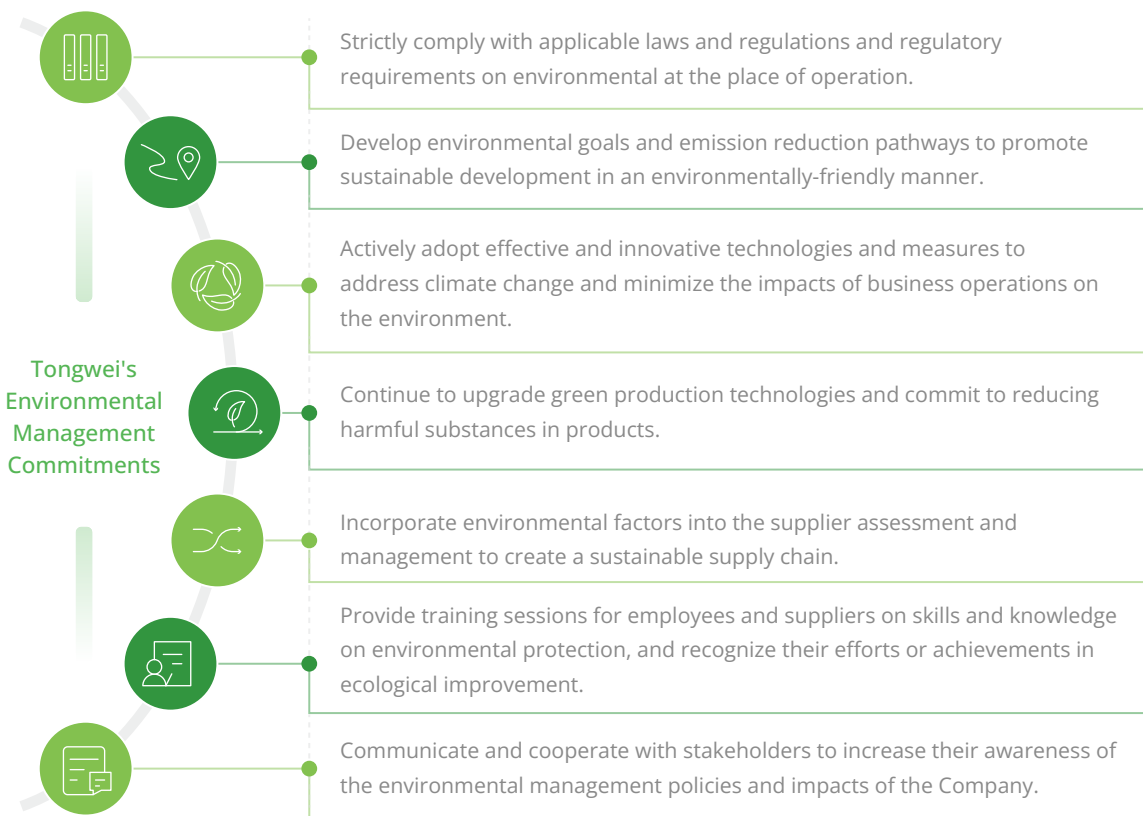 Strictly comply with applicable laws and regulations and regulatory
requirements on environmental at the place of operation.
Develop environmental goals and emission reduction pathways to promote
sustainable development in an environmentally-friendly manner.
Actively adopt effective and innovative technologies and measures to
address climate change and minimize the impacts of business operations on
the environment.
Tongwei's
Environmental
Management
Commitments
Continue to upgrade green production technologies and commit to reducing
harmful substances in products.
Incorporate environmental factors into the supplier assessment and
management to create a sustainable supply chain.
Provide training sessions for employees and suppliers on skills and knowledge
on environmental protection, and recognize their efforts or achievements in
ecological improvement.
Communicate and cooperate with stakeholders to increase their awareness of
the environmental management policies and impacts of the Company.